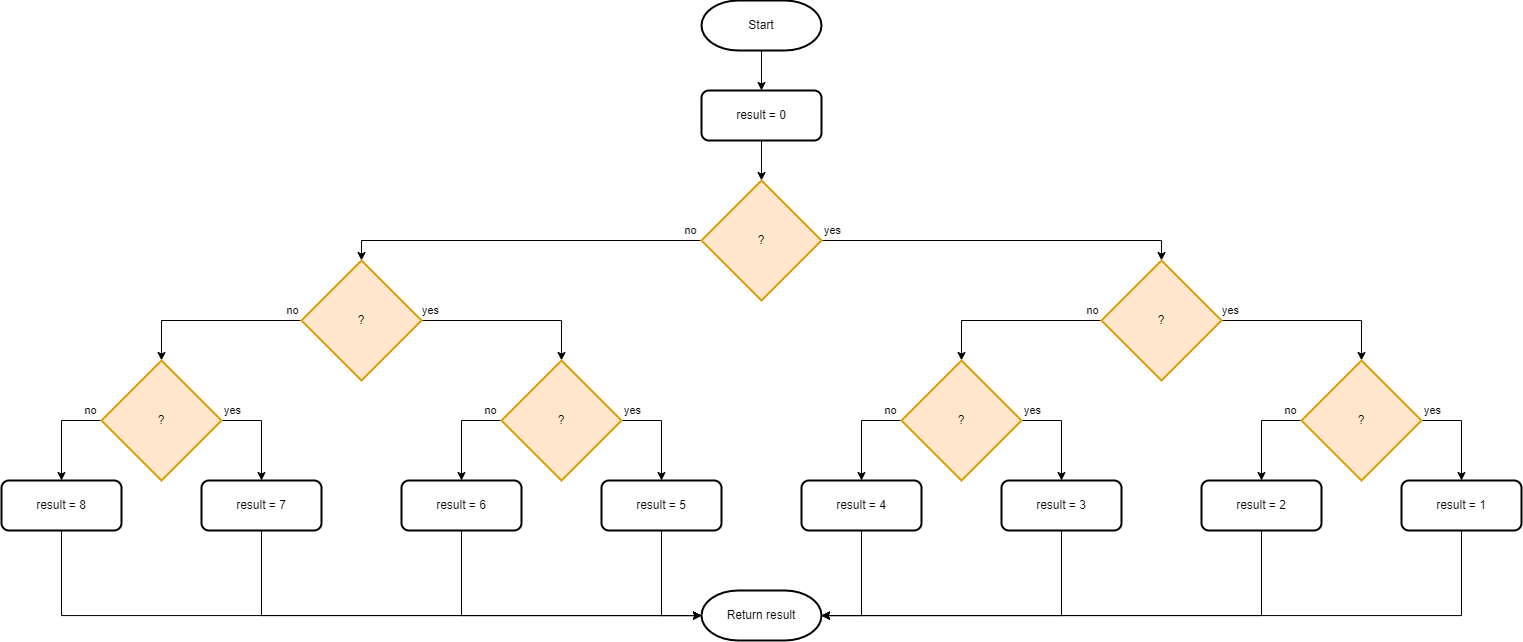 Start
result = 0
?
no
yes
?
no
yes
?
no
yes
?
no
yes
?
no
yes
?
no
yes
?
no
yes
result = 8
result = 7
result = 6
result = 5
result = 4
result = 3
result = 2
result = 1
Return result